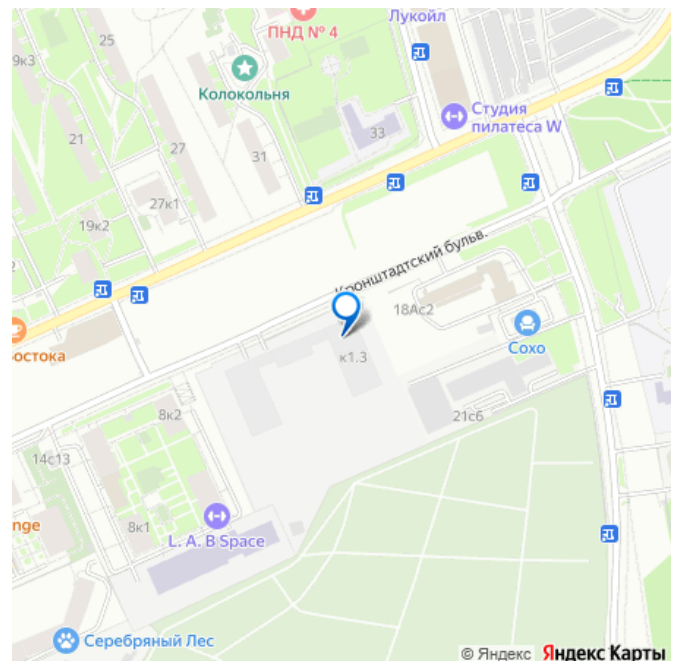 Лукойл
ПНД № 4
25
9к3
Колокольня
Студия
пилатеса W
33
21
27
31
27к1
19к2
2
Кронштадтский бульв.
18Ас2
Сохо
остока
к1.3
8к2
21с6
14с13
nge
8к1
L. A. B Space
Серебряный Лес
© Яндекс Яндекс Карты